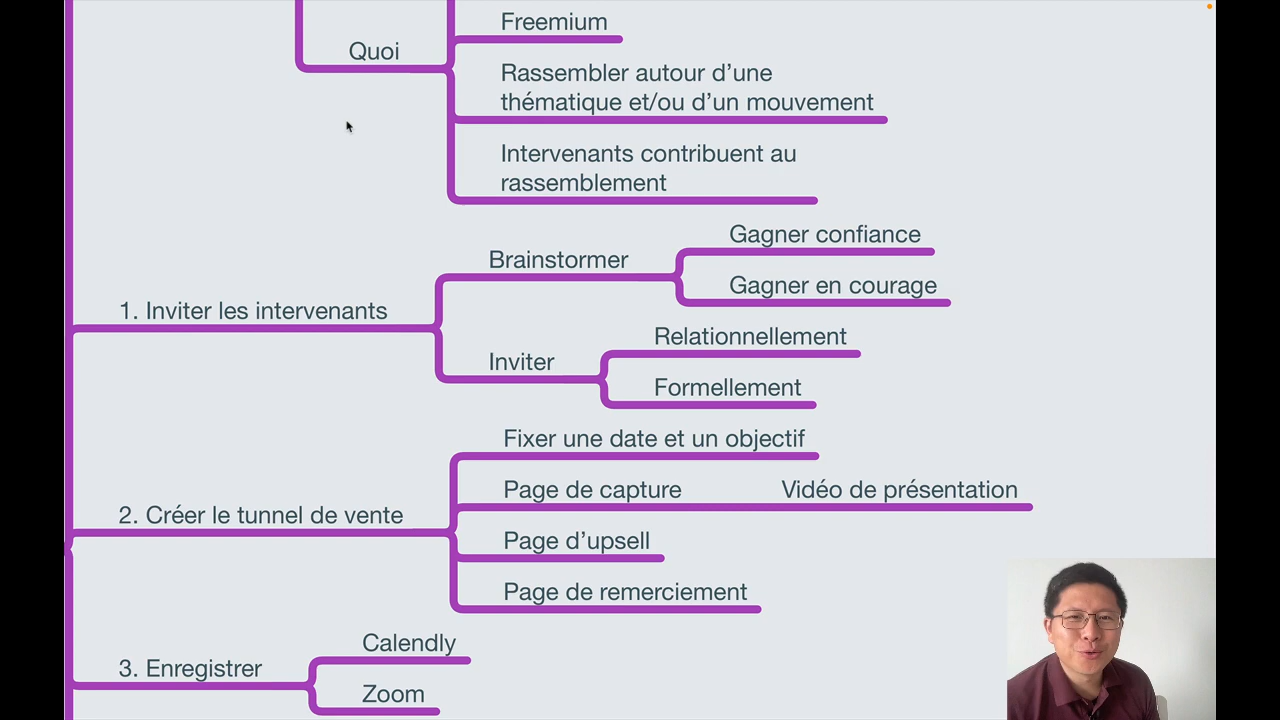 Freemium
Quoi
Rassembler autour d’une
thématique et/ou d’un mouvement
Intervenants contribuent au
rassemblement
1. Inviter les intervenants
Brainstormer
Gagner confiance
Gagner en courage
Inviter
Relationnellement
Formellement
2. Créer le tunnel de vente
Fixer une date et un objectif
Page de capture
Vidéo de présentation
Page d’upsell
Page de remerciement
3. Enregistrer
Calendly
Zoom